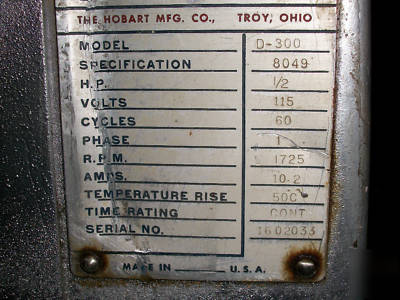 THE HOBART MFG. CO., TROY, OHIO
MODEL D-300
SPECIFICATION 8049
H.P. 1/2
VOLTS 115
CYCLES 60
PHASE 1
R.P.M. 1725
AMPS. 10.2
TEMPERATURE RISE 50C
TIME RATING CONT
SERIAL NO. 1602033
MADE IN U.S.A.